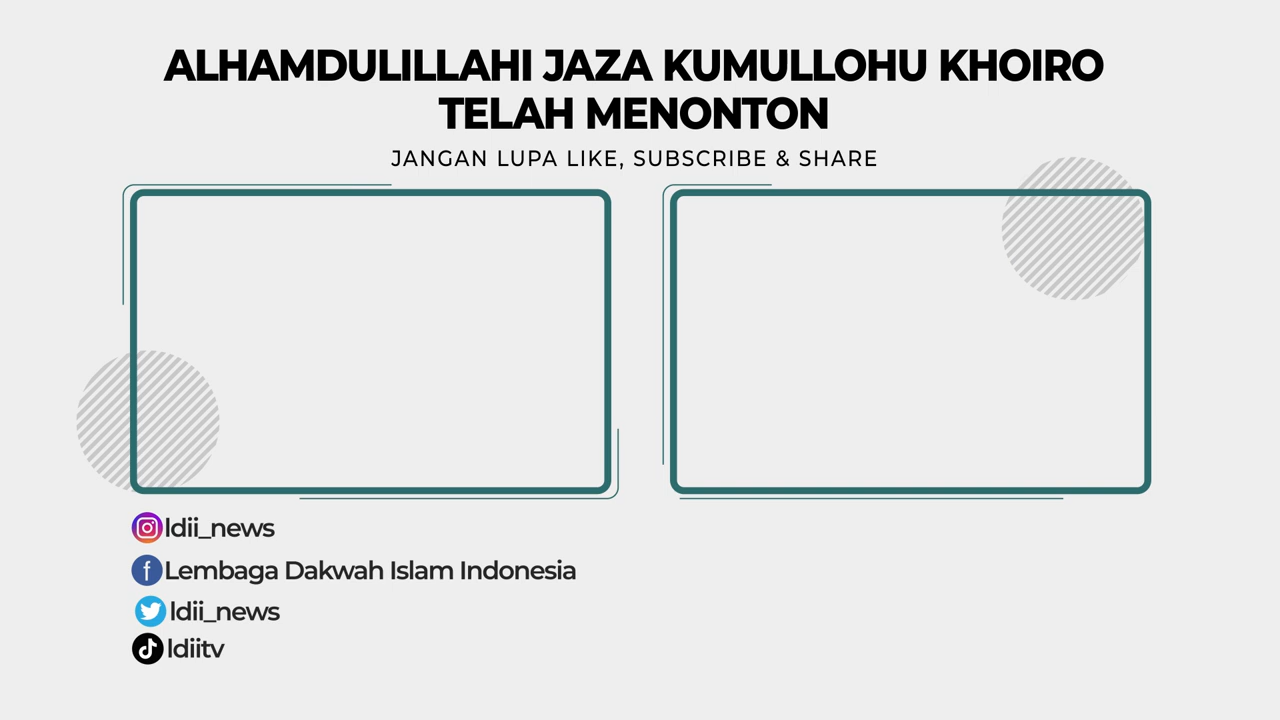 ALHAMDULILLAHI JAZA KUMULLOHU KHOIRO
TELAH MENONTON
JANGAN LUPA LIKE, SUBSCRIBE & SHARE
ldii_news
Lembaga Dakwah Islam Indonesia
ldii_news
ldiitv